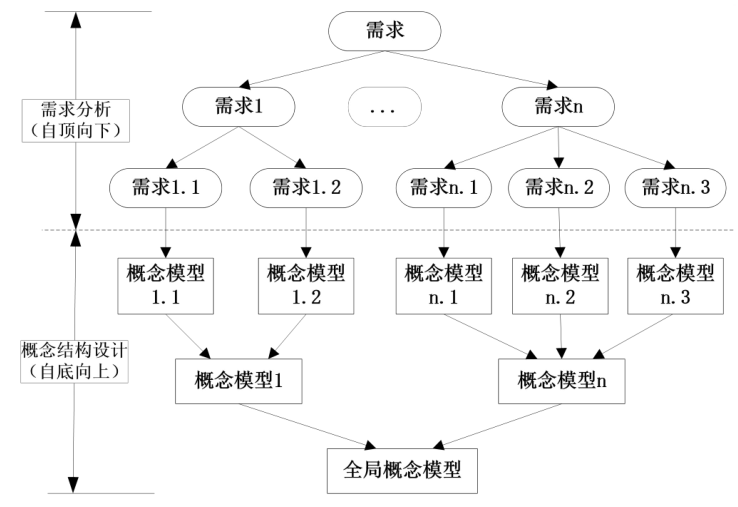 需求
需求1
...
需求n
需求分析
（自顶向下）
需求1.1
需求1.2
需求n.1
需求n.2
需求n.3
概念模型
1.1
概念模型
1.2
概念模型
n.1
概念模型
n.2
概念模型
n.3
概念结构设计
（自底向上）
概念模型1
概念模型n
全局概念模型